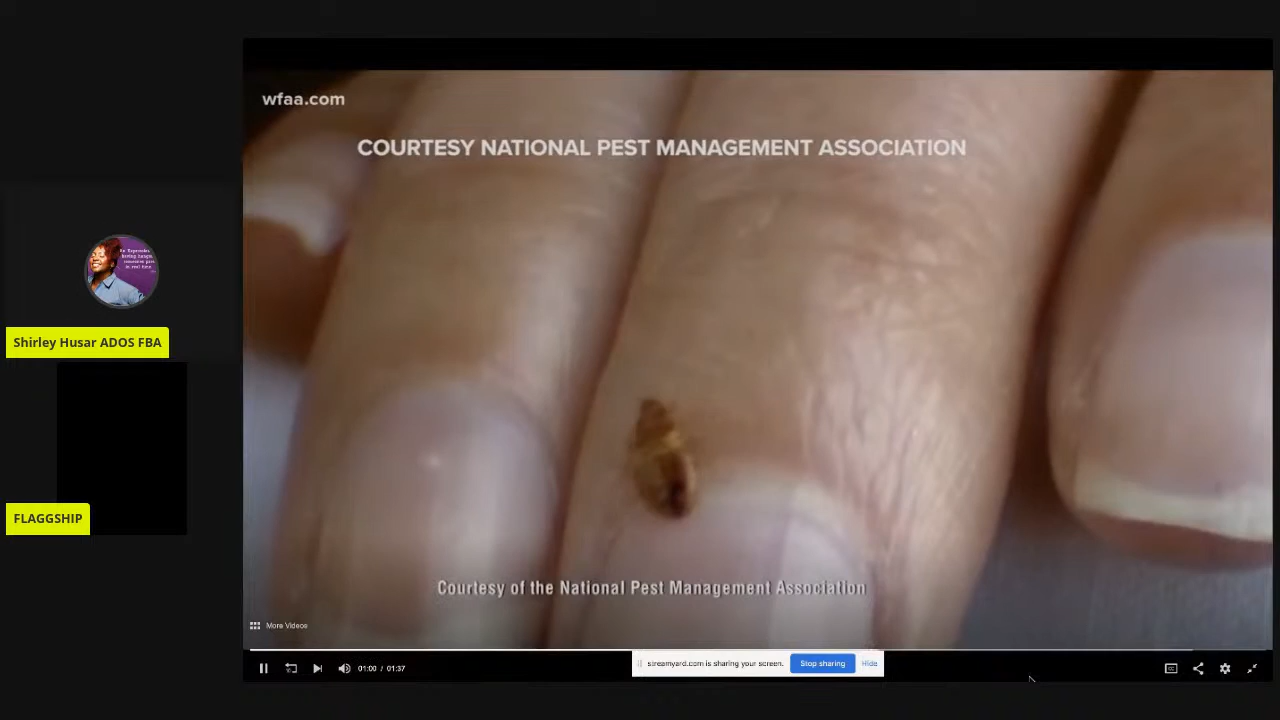 wfaa.com
COURTESY NATIONAL PEST MANAGEMENT ASSOCIATION
Shirley Husar ADOS FBA
FLAGGSHIP
Courtesy of the National Pest Management Association
More Videos
01:00 / 01:37
streamyard.com is sharing your screen.
Stop sharing
Hide
CC